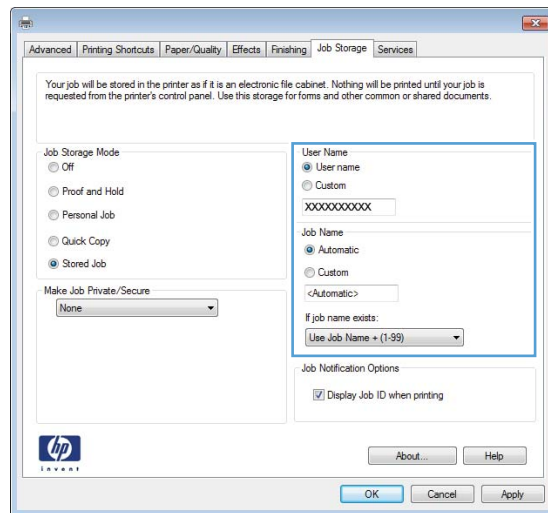 Advanced Printing Shortcuts Paper/Quality Effects Finishing Job Storage Services
Your job will be stored in the printer as if it is an electronic file cabinet. Nothing will be printed until your job is
requested from the printer's control panel. Use this storage for forms and other common or shared documents.
Job Storage Mode
Off
Proof and Hold
Personal Job
Quick Copy
Stored Job
Make Job Private/Secure
None
User Name
User name
Custom
XXXXXXXXXX
Job Name
Automatic
Custom
<Automatic>
If job name exists:
Use Job Name + (1-99)
Job Notification Options
Display Job ID when printing
hp
invent
About... Help
OK Cancel Apply